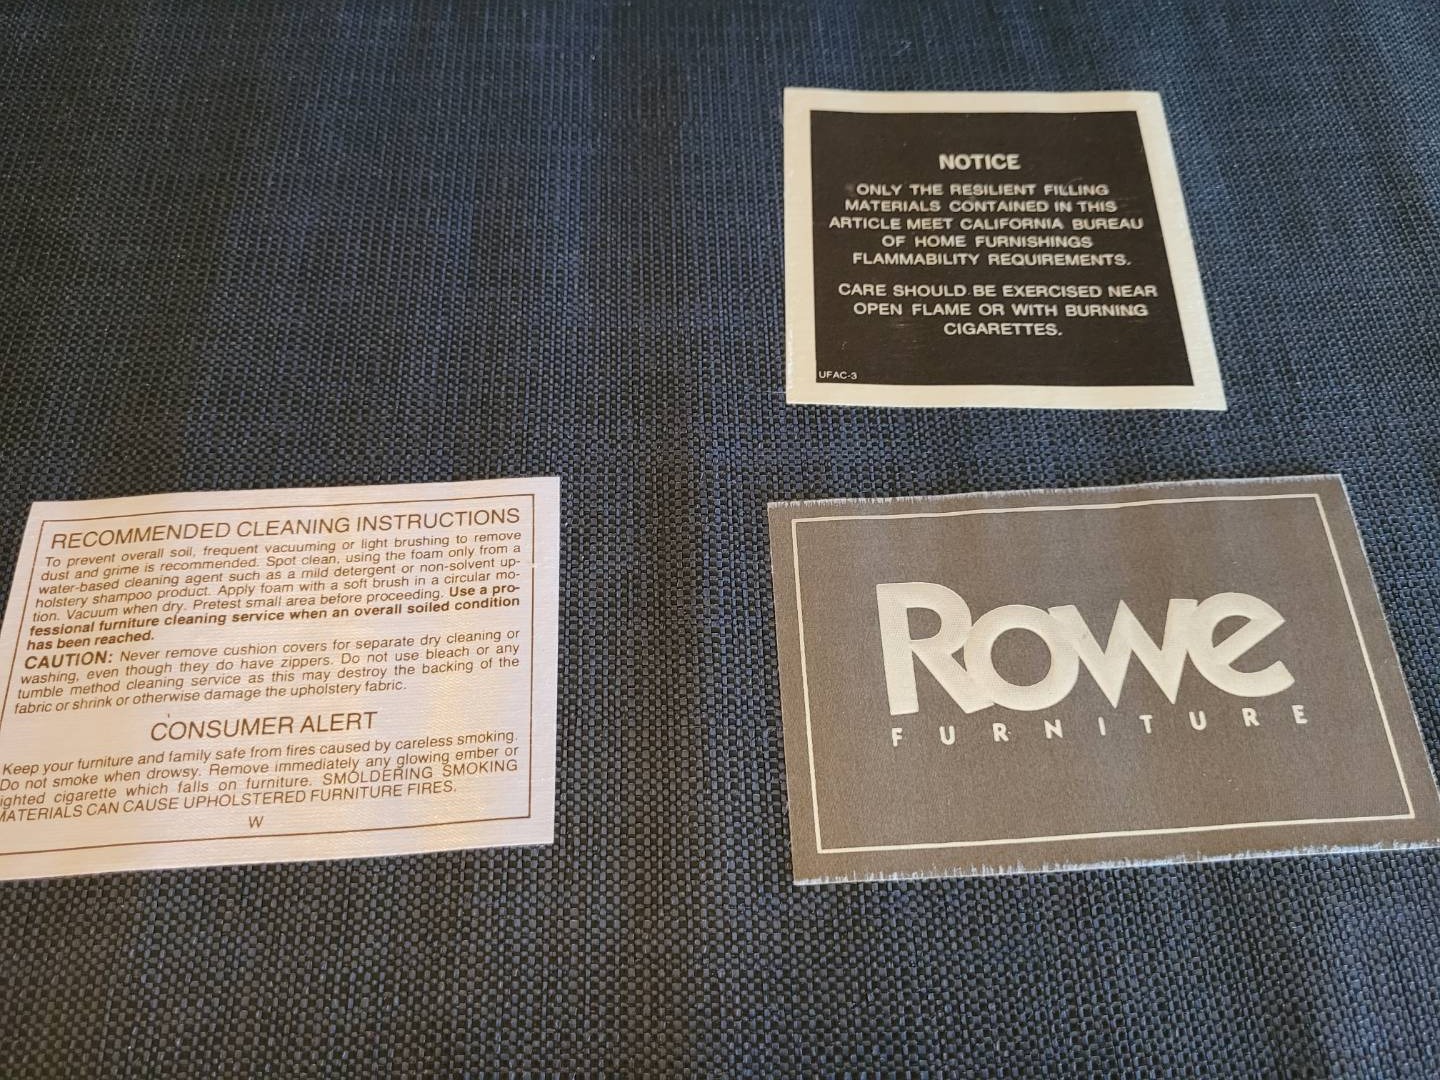 NOTICE
ONLY THE RESILIENT FILLING
MATERIALS CONTAINED IN THIS
ARTICLE MEET CALIFORNIA BUREAU
OF HOME FURNISHINGS
FLAMMABILITY REQUIREMENTS.
CARE SHOULD BE EXERCISED NEAR
OPEN FLAME OR WITH BURNING
CIGARETTES.
UFAC-3
RECOMMENDED CLEANING INSTRUCTIONS
To prevent overall soil, frequent vacuuming or light brushing to remove
dust and grime is recommended. Spot clean, using the foam only from a
water-based cleaning agent such as a mild detergent or non-solvent up-
holstery shampoo product. Apply foam with a soft brush in a circular mo-
tion. Vacuum when dry. Pretest small area before proceeding. Use a pro-
fessional furniture cleaning service when an overall soiled condition
has been reached.
CAUTION: Never remove cushion covers for separate dry cleaning or
washing, even though they do have zippers. Do not use bleach or any
tumble method cleaning service as this may destroy the backing of the
fabric or shrink or otherwise damage the upholstery fabric.
CONSUMER ALERT
Keep your furniture and family safe from fires caused by careless smoking.
Do not smoke when drowsy. Remove immediately any glowing ember or
ighted cigarette which falls on furniture. SMOLDERING SMOKING
MATERIALS CAN CAUSE UPHOLSTERED FURNITURE FIRES.
W
Rowe
FURNITURE